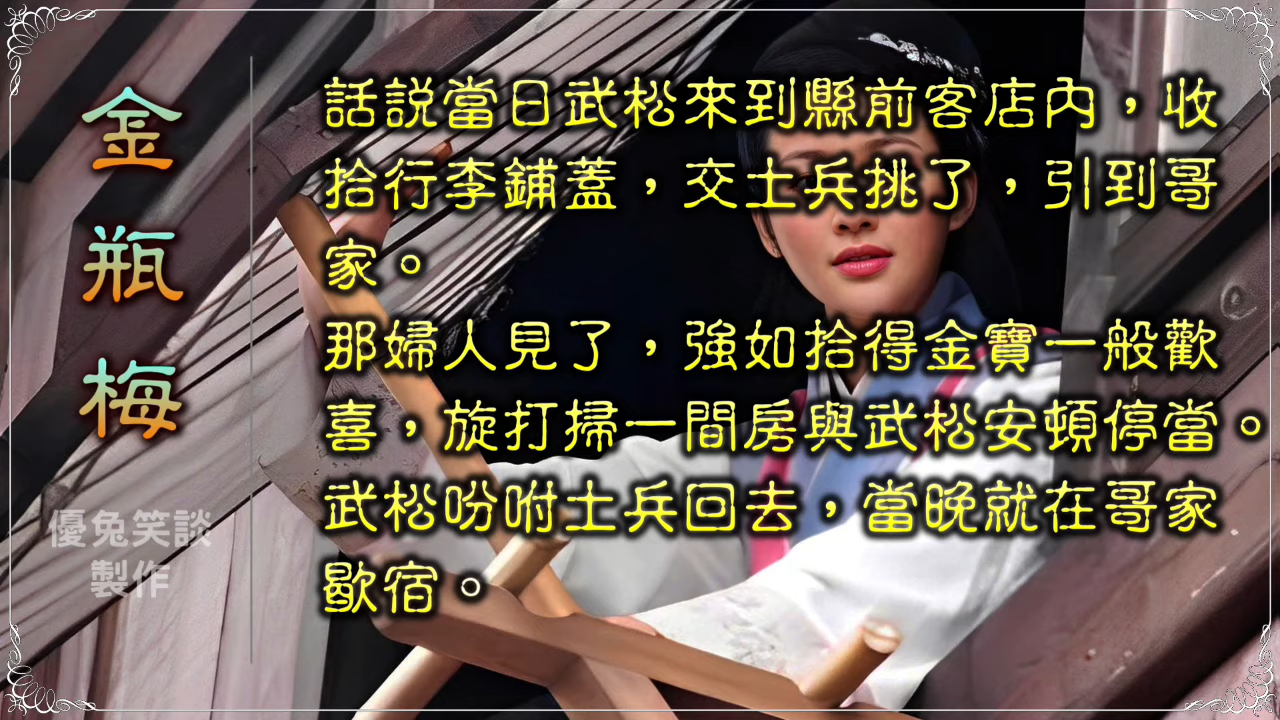 金瓶梅
優兔笑談
製作
話説當日武松來到縣前客店內，收
拾行李鋪蓋，交士兵挑了，引到哥
家。
那婦人見了，強如拾得金寶一般歡
喜，旋打掃一間房與武松安頓停當。
武松吩咐士兵回去，當晚就在哥家
歇宿。